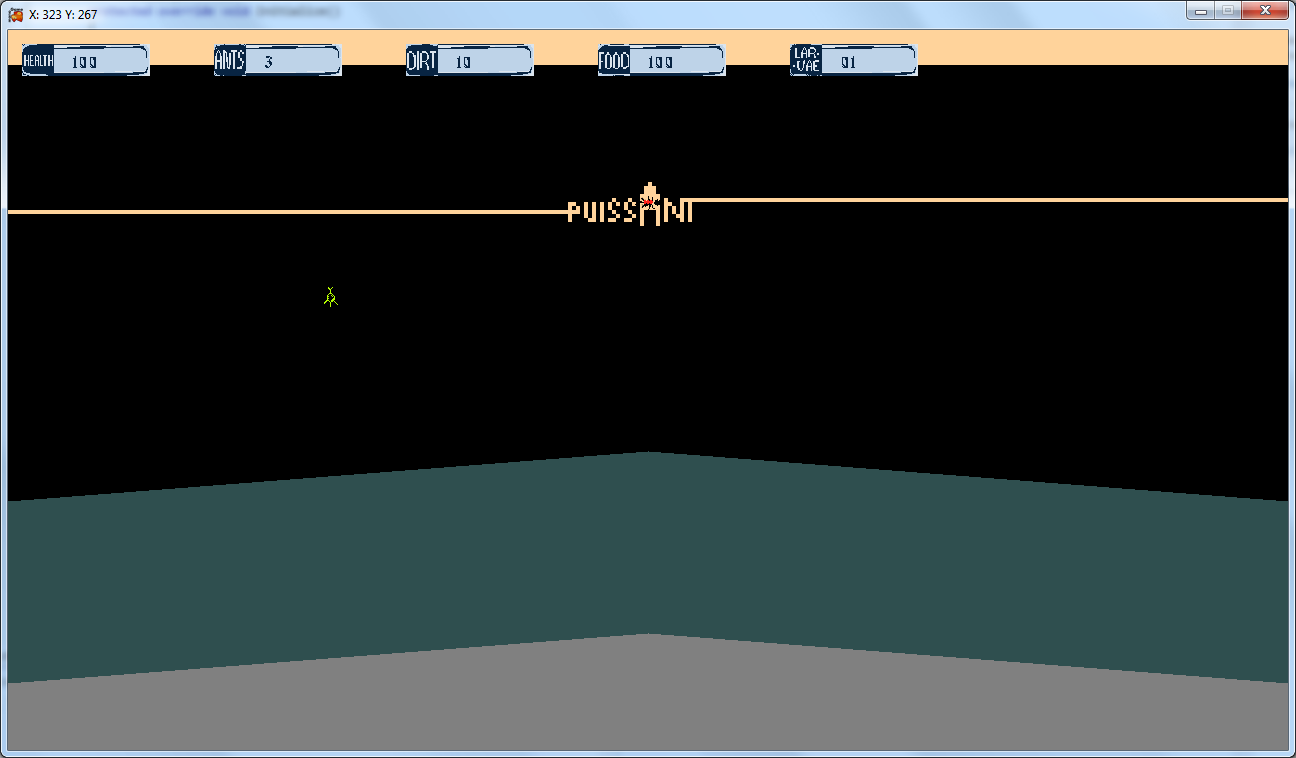 X: 323 Y: 267
HEALTH 100
ANTS 3
DIRT 10
FOOD 100
LAR-
-VAE 01
PUISSANT